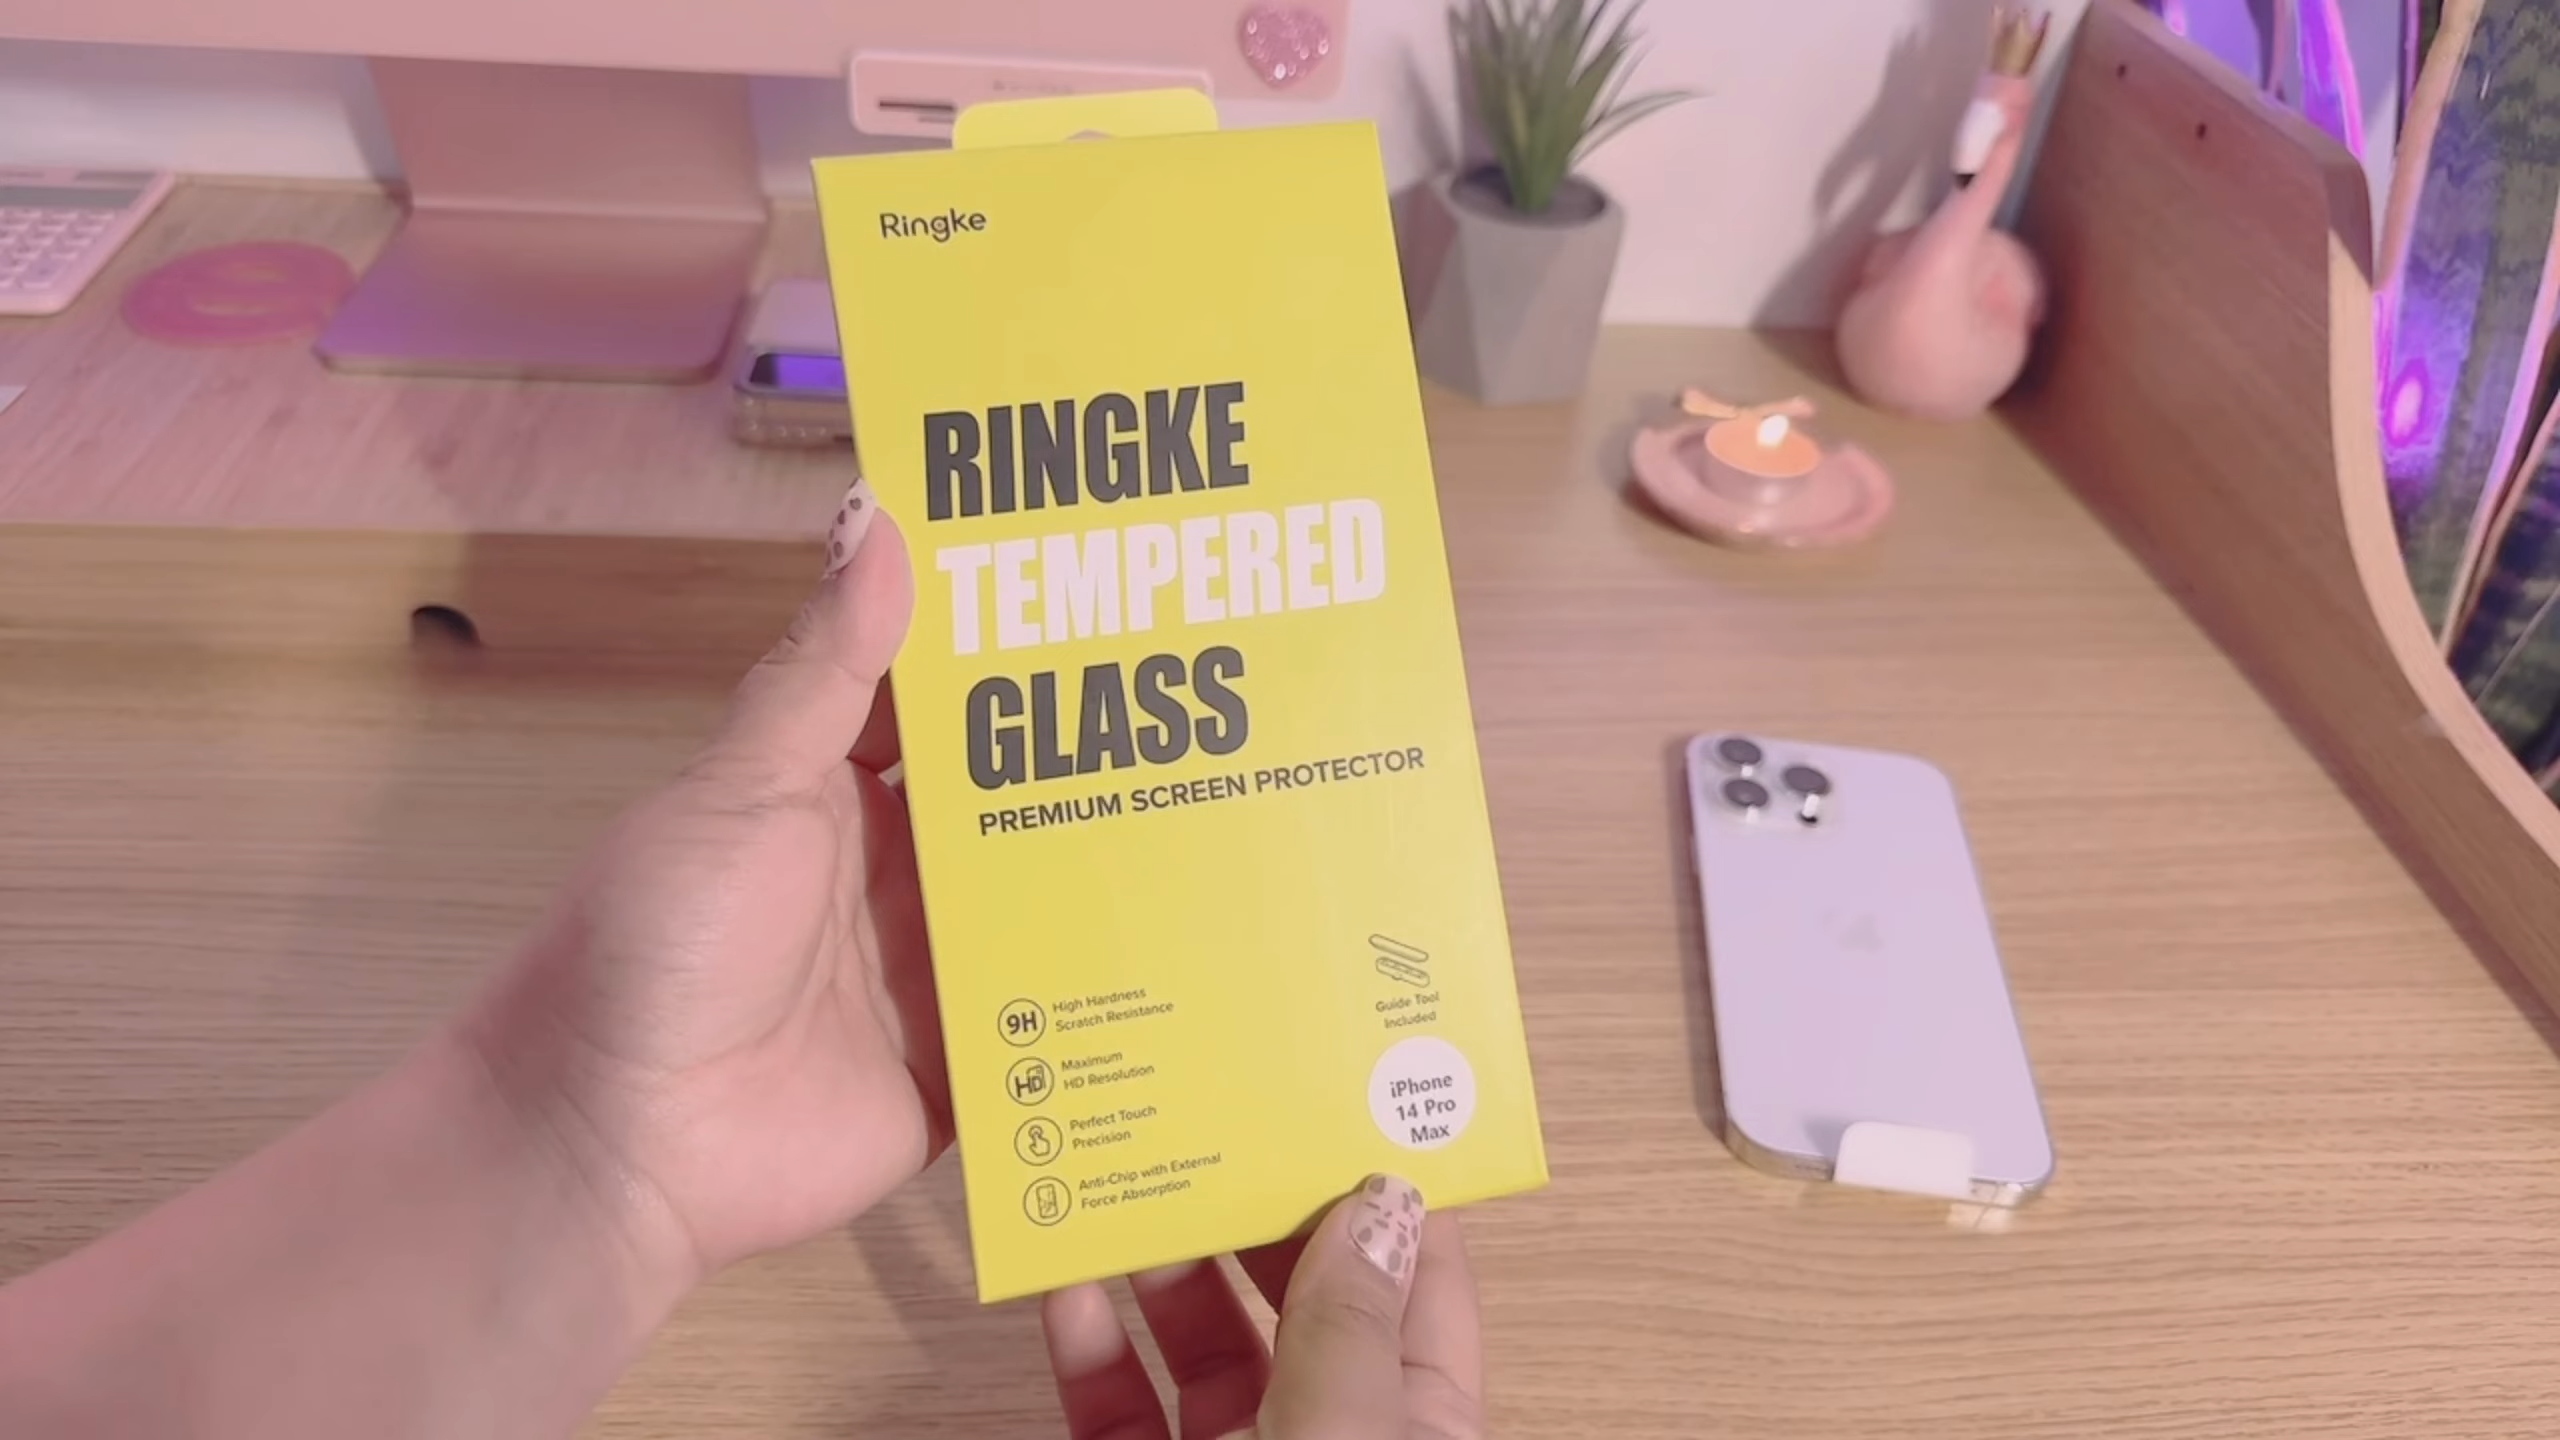 Ringke
RINGKE
TEMPERED
GLASS
PREMIUM SCREEN PROTECTOR
9H
High Hardness
Scratch Resistance
HD
Maximum
HD Resolution
Perfect Touch
Precision
Anti-Chip with External
Force Absorption
Guide Tool
Included
iPhone
14 Pro
Max